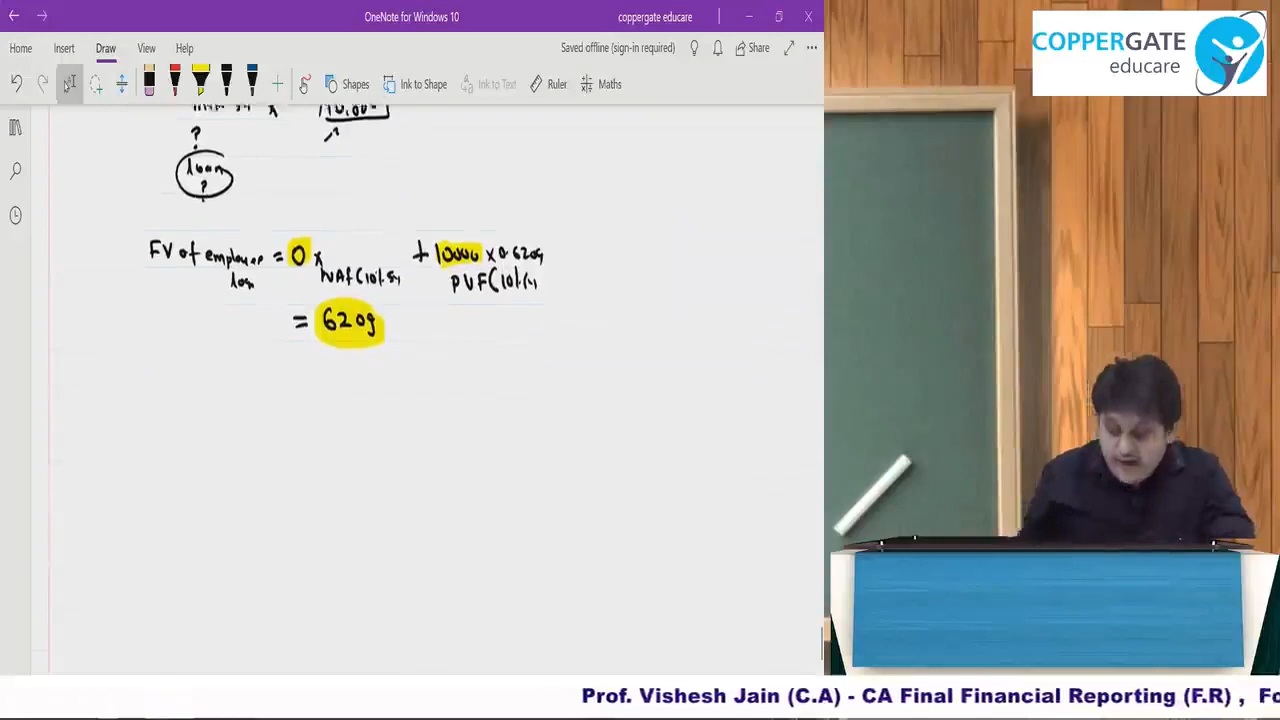 OneNote for Windows 10
coppergate educare
Home Insert Draw View Help
Saved offline (sign-in required)
Share
Shapes
Ink to Shape
Ink to Text
Ruler
Maths
COPPERGATE
educare
?
loan
?
FV of employee = 0 x + 10000 x 0.6209
loan PVF(10%,5)
= 6209
Prof. Vishesh Jain (C.A) - CA Final Financial Reporting (F.R) , Fo